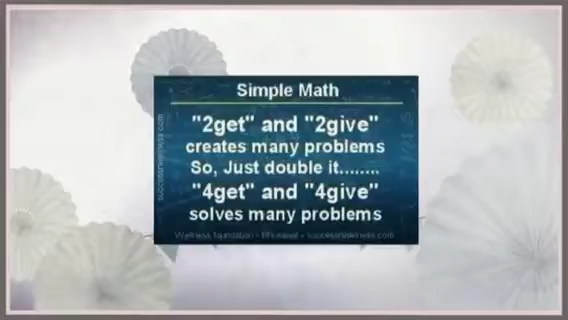 Simple Math
"2get" and "2give"
creates many problems
So, Just double it........
"4get" and "4give"
solves many problems